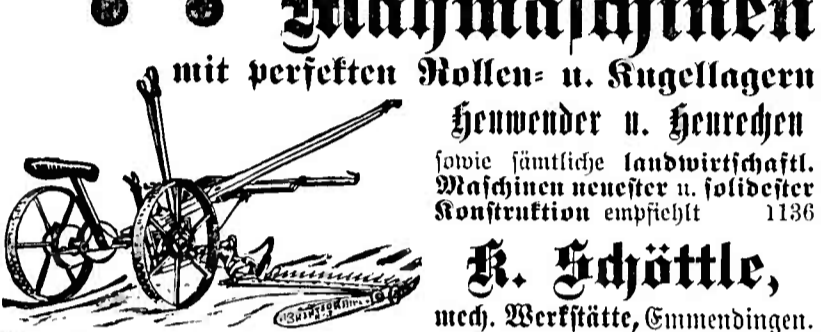 Mähmaschinen
mit perfekten Rollen= u. Kugellagern
Heuwender u. Heurechen
sowie sämtliche landwirtschaftl.
Maschinen neuester u. solidester
Konstruktion empfiehlt 1136
K. Schöttle,
mech. Werkstätte, Emmendingen.